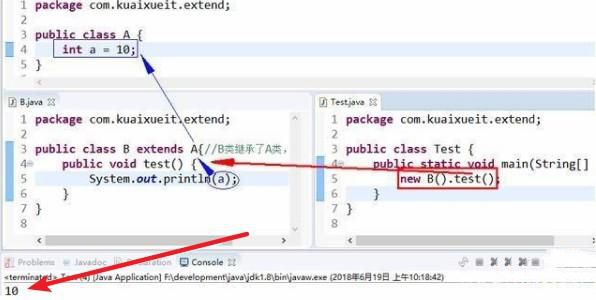 1 package com.kuaixueit.extend;
2
3 public class A {
4 int a = 10;
5 }
B.java
1 package com.kuaixueit.extend;
2
3 public class B extends A{//B类继承了A类,
4 public void test() {
5 System.out.println(a);
6 }
7 }
Test.java
1 package com.kuaixueit.extend;
2
3 public class Test {
4 public static void main(String[]
5 new B().test();
6 }
7 }
Problems Javadoc Declaration Console
<terminated> Test (4) [Java Application] F:\development\java\jdk1.8\bin\javaw.exe (2018年6月19日 上午10:18:42)
10